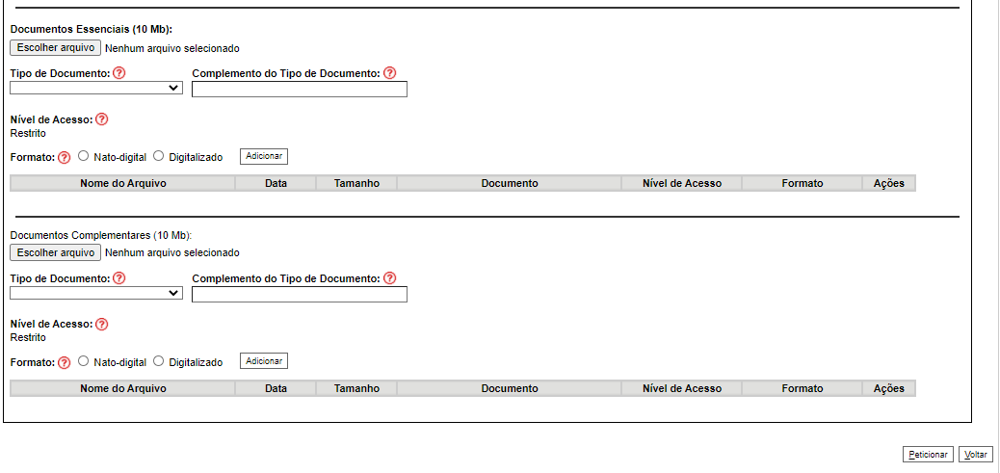 Documentos Essenciais (10 Mb):
Escolher arquivo Nenhum arquivo selecionado
Tipo de Documento: ? Complemento do Tipo de Documento: ?
Nível de Acesso: ?
Restrito
Formato: ? Nato-digital Digitalizado Adicionar
Nome do Arquivo Data Tamanho Documento Nível de Acesso Formato Ações
Documentos Complementares (10 Mb):
Escolher arquivo Nenhum arquivo selecionado
Tipo de Documento: ? Complemento do Tipo de Documento: ?
Nível de Acesso: ?
Restrito
Formato: ? Nato-digital Digitalizado Adicionar
Nome do Arquivo Data Tamanho Documento Nível de Acesso Formato Ações
Peticionar Voltar